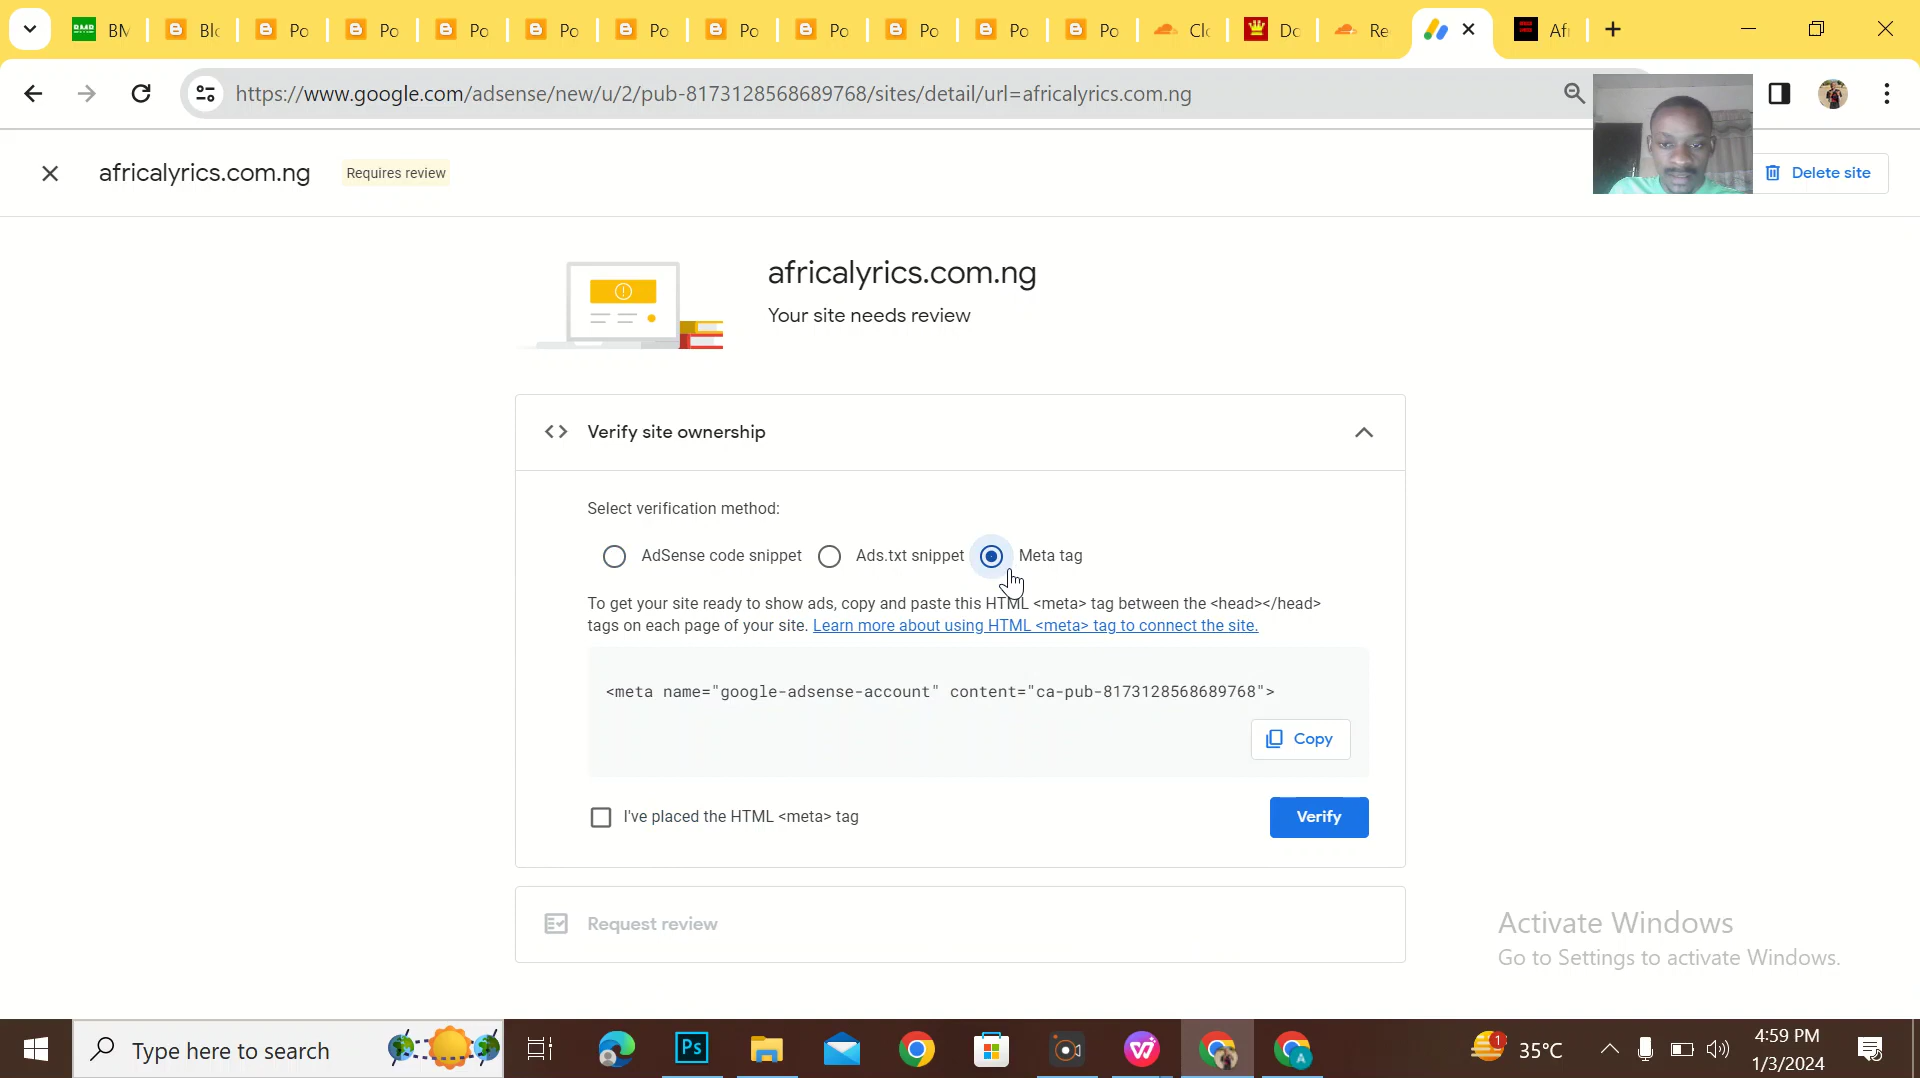 BM
Blo
Po
Po
Po
Po
Po
Po
Po
Po
Po
Po
Clo
Do
Re
Afr
https://www.google.com/adsense/new/u/2/pub-8173128568689768/sites/detail/url=africalyrics.com.ng
africalyrics.com.ng
Requires review
Delete site
africalyrics.com.ng
Your site needs review
Verify site ownership
Select verification method:
AdSense code snippet
Ads.txt snippet
Meta tag
To get your site ready to show ads, copy and paste this HTML <meta> tag between the <head></head>
tags on each page of your site. Learn more about using HTML <meta> tag to connect the site.
<meta name="google-adsense-account" content="ca-pub-8173128568689768">
Copy
I've placed the HTML <meta> tag
Verify
Request review
Activate Windows
Go to Settings to activate Windows.
Type here to search
Ps
A
1
35°C
4:59 PM
1/3/2024